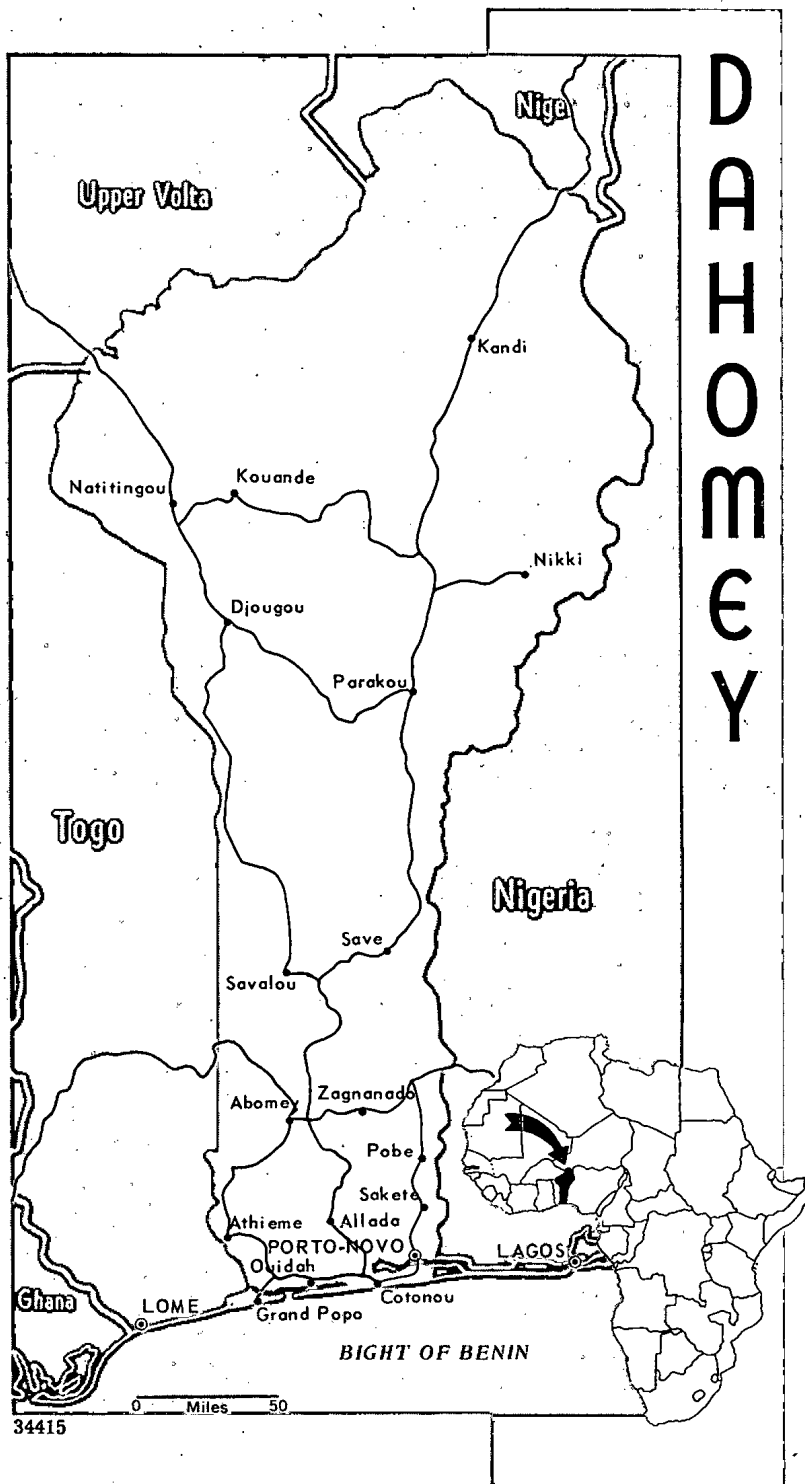 DAHOMEY
Nige
Upper Volta
Kandi
Natitingou
Kouande
Nikki
Djougou
Parakou
Togo
Nigeria
Save
Savalou
Abomey
Zagnanado
Pobe
Sakete
Athieme
Allada
PORTO-NOVO
LAGOS
Ouidah
Ghana
LOME
Grand Popo
Cotonou
BIGHT OF BENIN
0 Miles 50
34415